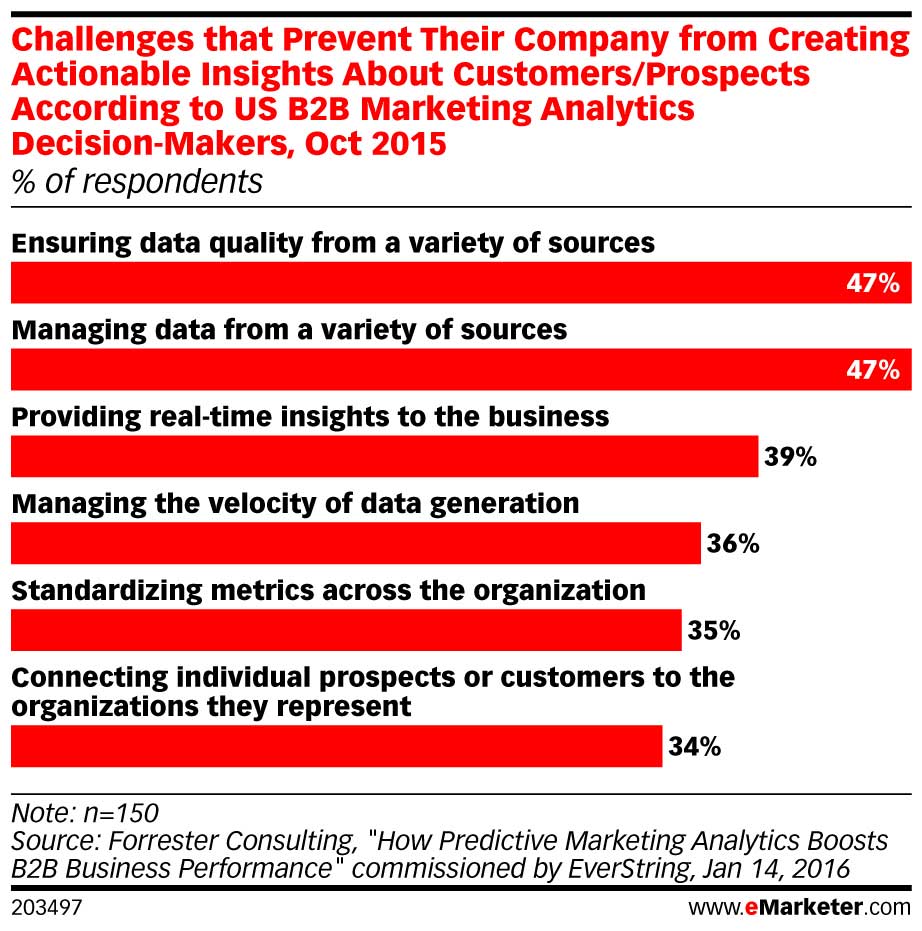 Challenges that Prevent Their Company from Creating
Actionable Insights About Customers/Prospects
According to US B2B Marketing Analytics
Decision-Makers, Oct 2015
% of respondents
Ensuring data quality from a variety of sources
47%
Managing data from a variety of sources
47%
Providing real-time insights to the business
39%
Managing the velocity of data generation
36%
Standardizing metrics across the organization
35%
Connecting individual prospects or customers to the
organizations they represent
34%
Note: n=150
Source: Forrester Consulting, "How Predictive Marketing Analytics Boosts
B2B Business Performance" commissioned by EverString, Jan 14, 2016
203497 www.eMarketer.com